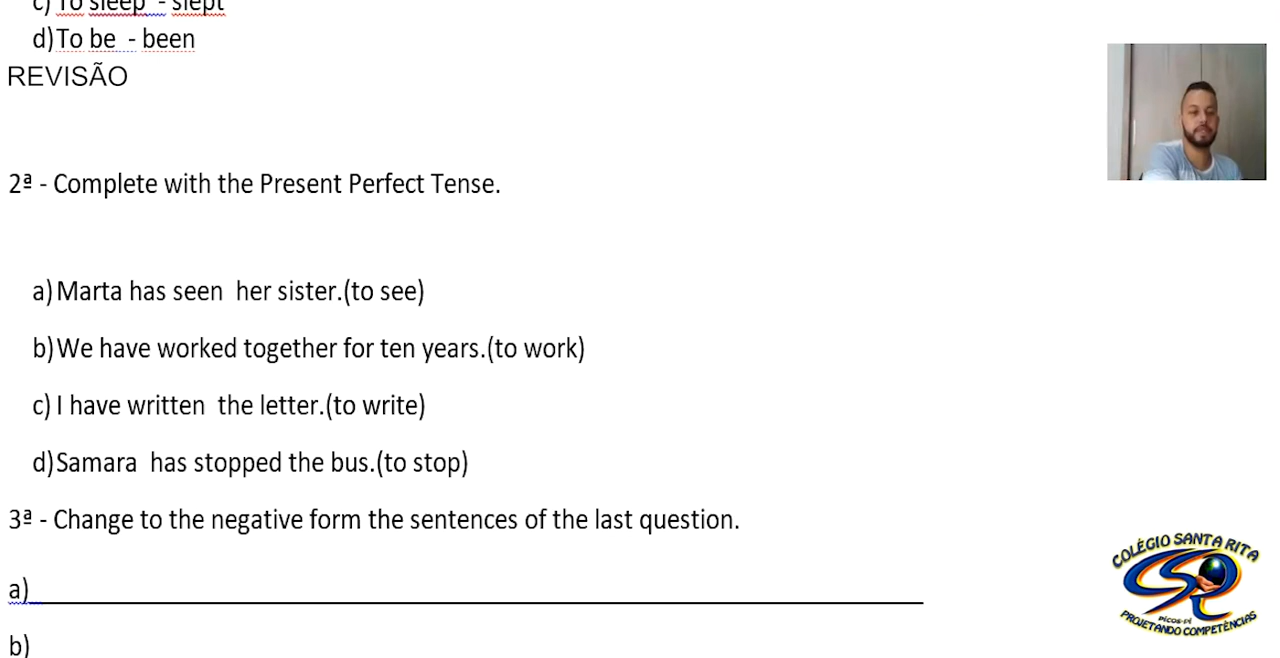 c) To sleep - slept
d) To be - been
REVISÃO
2ª - Complete with the Present Perfect Tense.
a) Marta has seen her sister.(to see)
b) We have worked together for ten years.(to work)
c) I have written the letter.(to write)
d) Samara has stopped the bus.(to stop)
3ª - Change to the negative form the sentences of the last question.
a)
b)
COLÉGIO SANTA RITA
PICOS-PI
PROJETANDO COMPETÊNCIAS